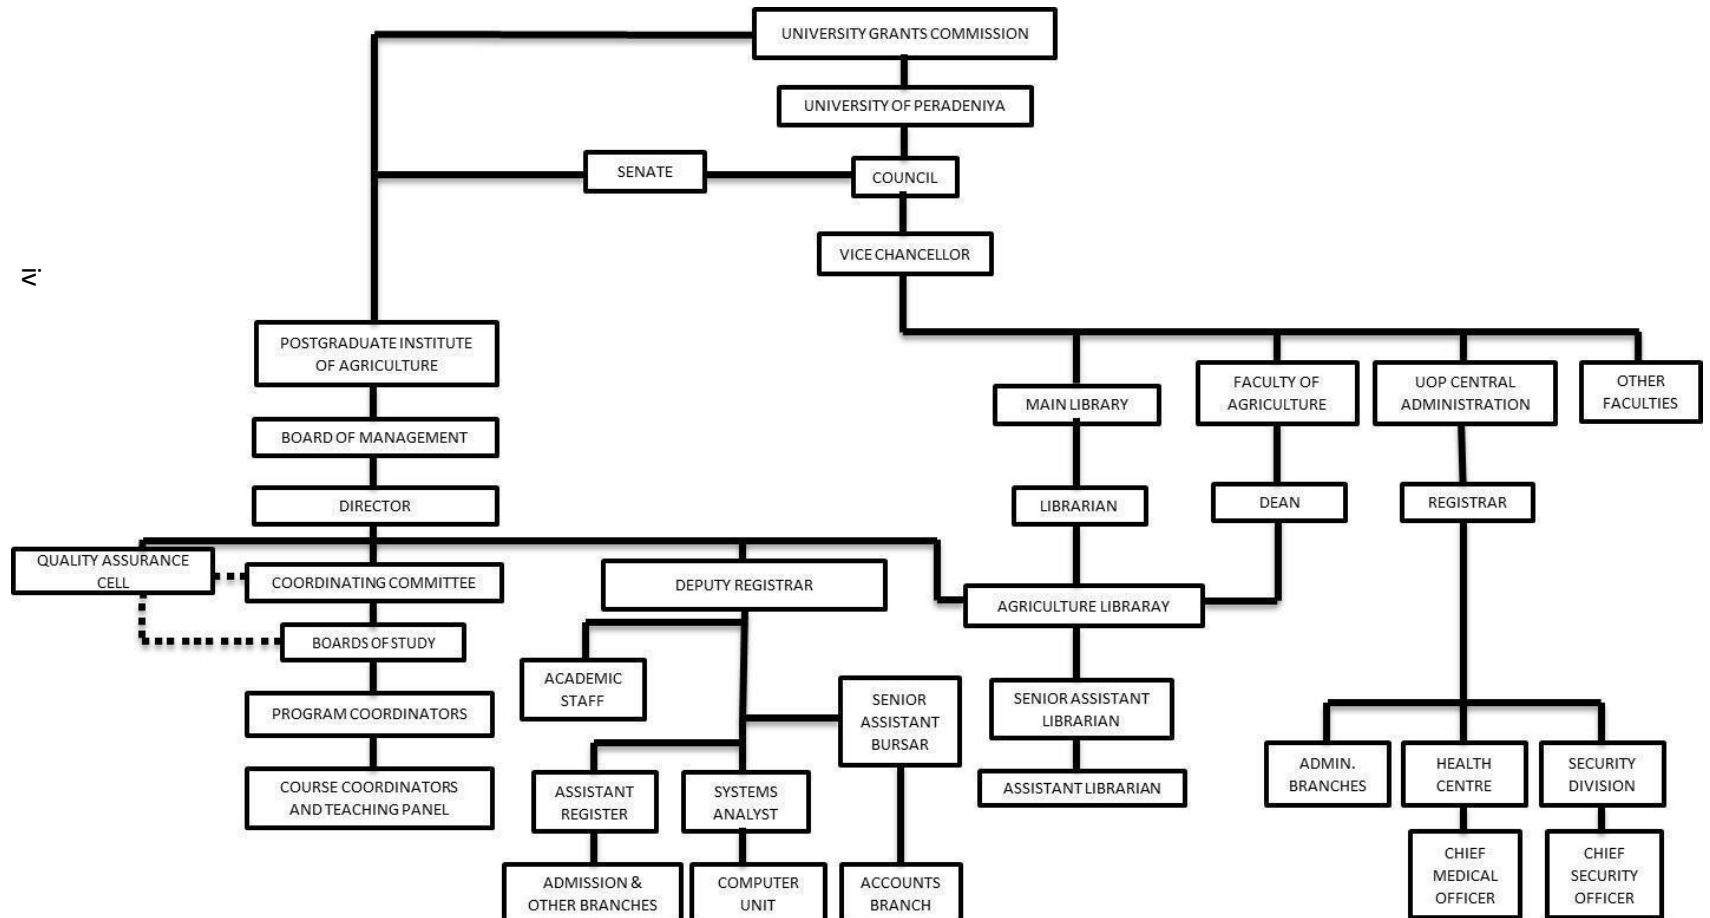 UNIVERSITY GRANTS COMMISSION
UNIVERSITY OF PERADENIYA
SENATE
COUNCIL
VICE CHANCELLOR
iv
POSTGRADUATE INSTITUTE
OF AGRICULTURE
MAIN LIBRARY
FACULTY OF
AGRICULTURE
UOP CENTRAL
ADMINISTRATION
OTHER
FACULTIES
BOARD OF MANAGEMENT
DIRECTOR
LIBRARIAN
DEAN
REGISTRAR
QUALITY ASSURANCE
CELL
COORDINATING COMMITTEE
DEPUTY REGISTRAR
AGRICULTURE LIBRARAY
BOARDS OF STUDY
ACADEMIC
STAFF
SENIOR
ASSISTANT
BURSAR
SENIOR ASSISTANT
LIBRARIAN
PROGRAM COORDINATORS
COURSE COORDINATORS
AND TEACHING PANEL
ASSISTANT
REGISTER
SYSTEMS
ANALYST
ASSISTANT LIBRARIAN
ADMIN.
BRANCHES
HEALTH
CENTRE
SECURITY
DIVISION
ADMISSION &
OTHER BRANCHES
COMPUTER
UNIT
ACCOUNTS
BRANCH
CHIEF
MEDICAL
OFFICER
CHIEF
SECURITY
OFFICER